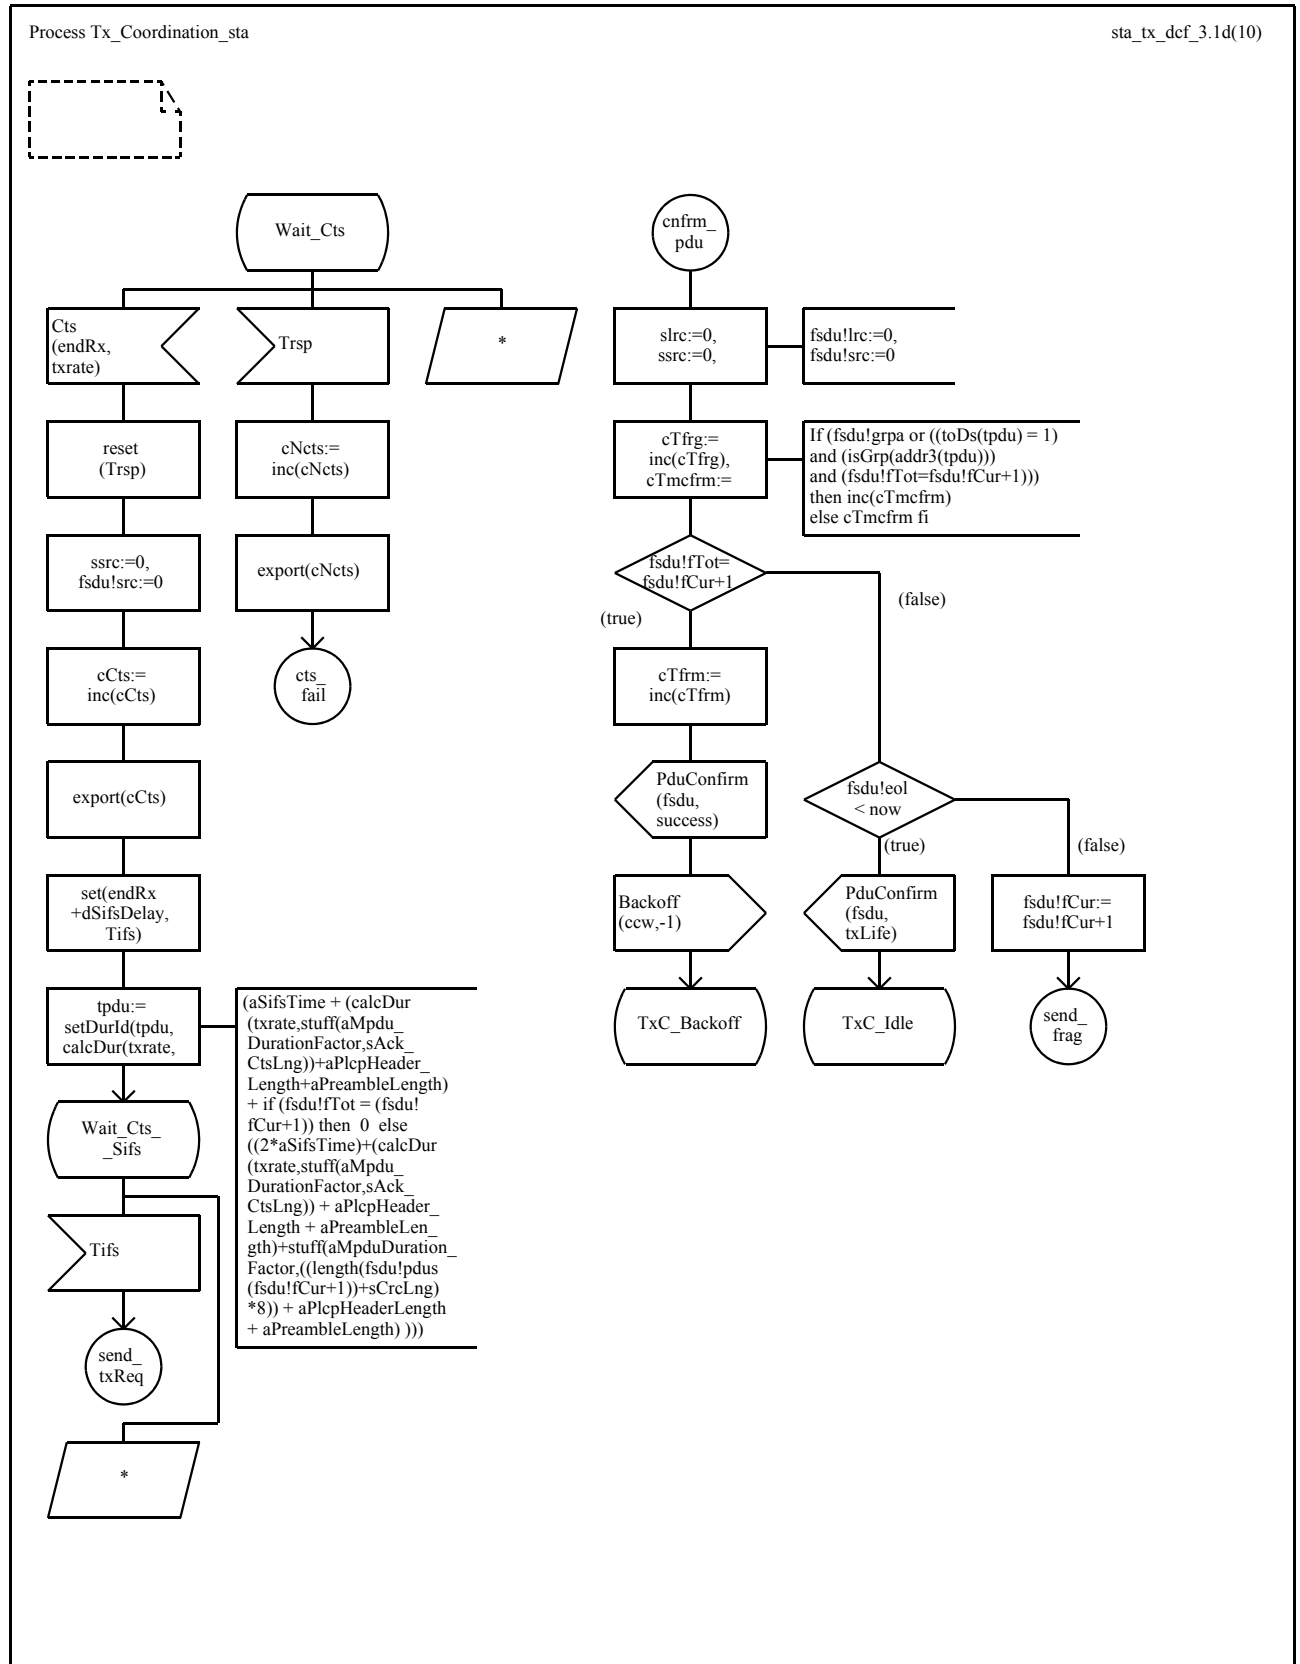 Process Tx_Coordination_sta
sta_tx_dcf_3.1d(10)
Wait_Cts
Cts
(endRx,
txrate)
Trsp
*
reset
(Trsp)
cNcts:=
inc(cNcts)
ssrc:=0,
fsdu!src:=0
export(cNcts)
cCts:=
inc(cCts)
cts_
fail
export(cCts)
set(endRx
+dSifsDelay,
Tifs)
tpdu:=
setDurId(tpdu,
calcDur(txrate,
(aSifsTime + (calcDur
(txrate,stuff(aMpdu_
DurationFactor,sAck_
CtsLng))+aPlcpHeader_
Length+aPreambleLength)
+ if (fsdu!fTot = (fsdu!
fCur+1)) then 0 else
((2*aSifsTime)+(calcDur
(txrate,stuff(aMpdu_
DurationFactor,sAck_
CtsLng)) + aPlcpHeader_
Length + aPreambleLen_
gth)+stuff(aMpduDuration_
Factor,((length(fsdu!pdus
(fsdu!fCur+1))+sCrcLng)
*8)) + aPlcpHeaderLength
+ aPreambleLength) )))
Wait_Cts_
_Sifs
Tifs
send_
txReq
*
cnfrm_
pdu
slrc:=0,
ssrc:=0,
fsdu!lrc:=0,
fsdu!src:=0
cTfrg:=
inc(cTfrg),
cTmcfrm:=
If (fsdu!grpa or ((toDs(tpdu) = 1)
and (isGrp(addr3(tpdu)))
and (fsdu!fTot=fsdu!fCur+1)))
then inc(cTmcfrm)
else cTmcfrm fi
fsdu!fTot=
fsdu!fCur+1
(true)
(false)
cTfrm:=
inc(cTfrm)
PduConfirm
(fsdu,
success)
fsdu!eol
< now
(true)
(false)
Backoff
(ccw,-1)
PduConfirm
(fsdu,
txLife)
fsdu!fCur:=
fsdu!fCur+1
TxC_Backoff
TxC_Idle
send_
frag